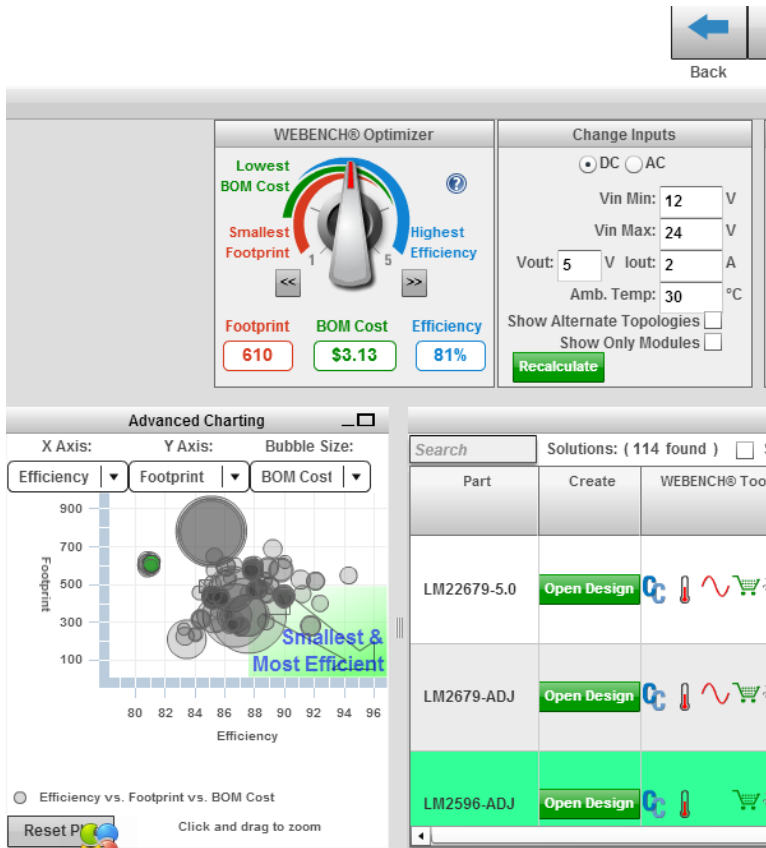 Back
WEBENCH® Optimizer
Lowest
BOM Cost
Smallest
Footprint
Highest
Efficiency
1
5
<<
>>
Footprint BOM Cost Efficiency
610 $3.13 81%
Change Inputs
DC AC
Vin Min: 12 V
Vin Max: 24 V
Vout: 5 V Iout: 2 A
Amb. Temp: 30 °C
Show Alternate Topologies
Show Only Modules
Recalculate
Advanced Charting
X Axis: Y Axis: Bubble Size:
Efficiency Footprint BOM Cost
900
700
500
300
100
Footprint
Smallest &
Most Efficient
80 82 84 86 88 90 92 94 96
Efficiency
Efficiency vs. Footprint vs. BOM Cost
Reset
Click and drag to zoom
Search Solutions: ( 114 found )
Part Create WEBENCH®
LM22679-5.0 Open Design
LM2679-ADJ Open Design
LM2596-ADJ Open Design